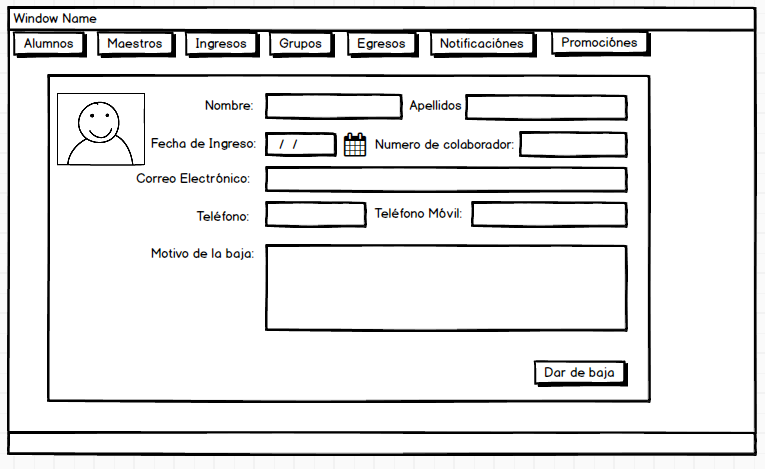 Window Name
Alumnos Maestros Ingresos Grupos Egresos Notificaciónes Promociónes
Nombre: Apellidos
Fecha de Ingreso: / / Numero de colaborador:
Correo Electrónico:
Teléfono: Teléfono Móvil:
Motivo de la baja:
Dar de baja